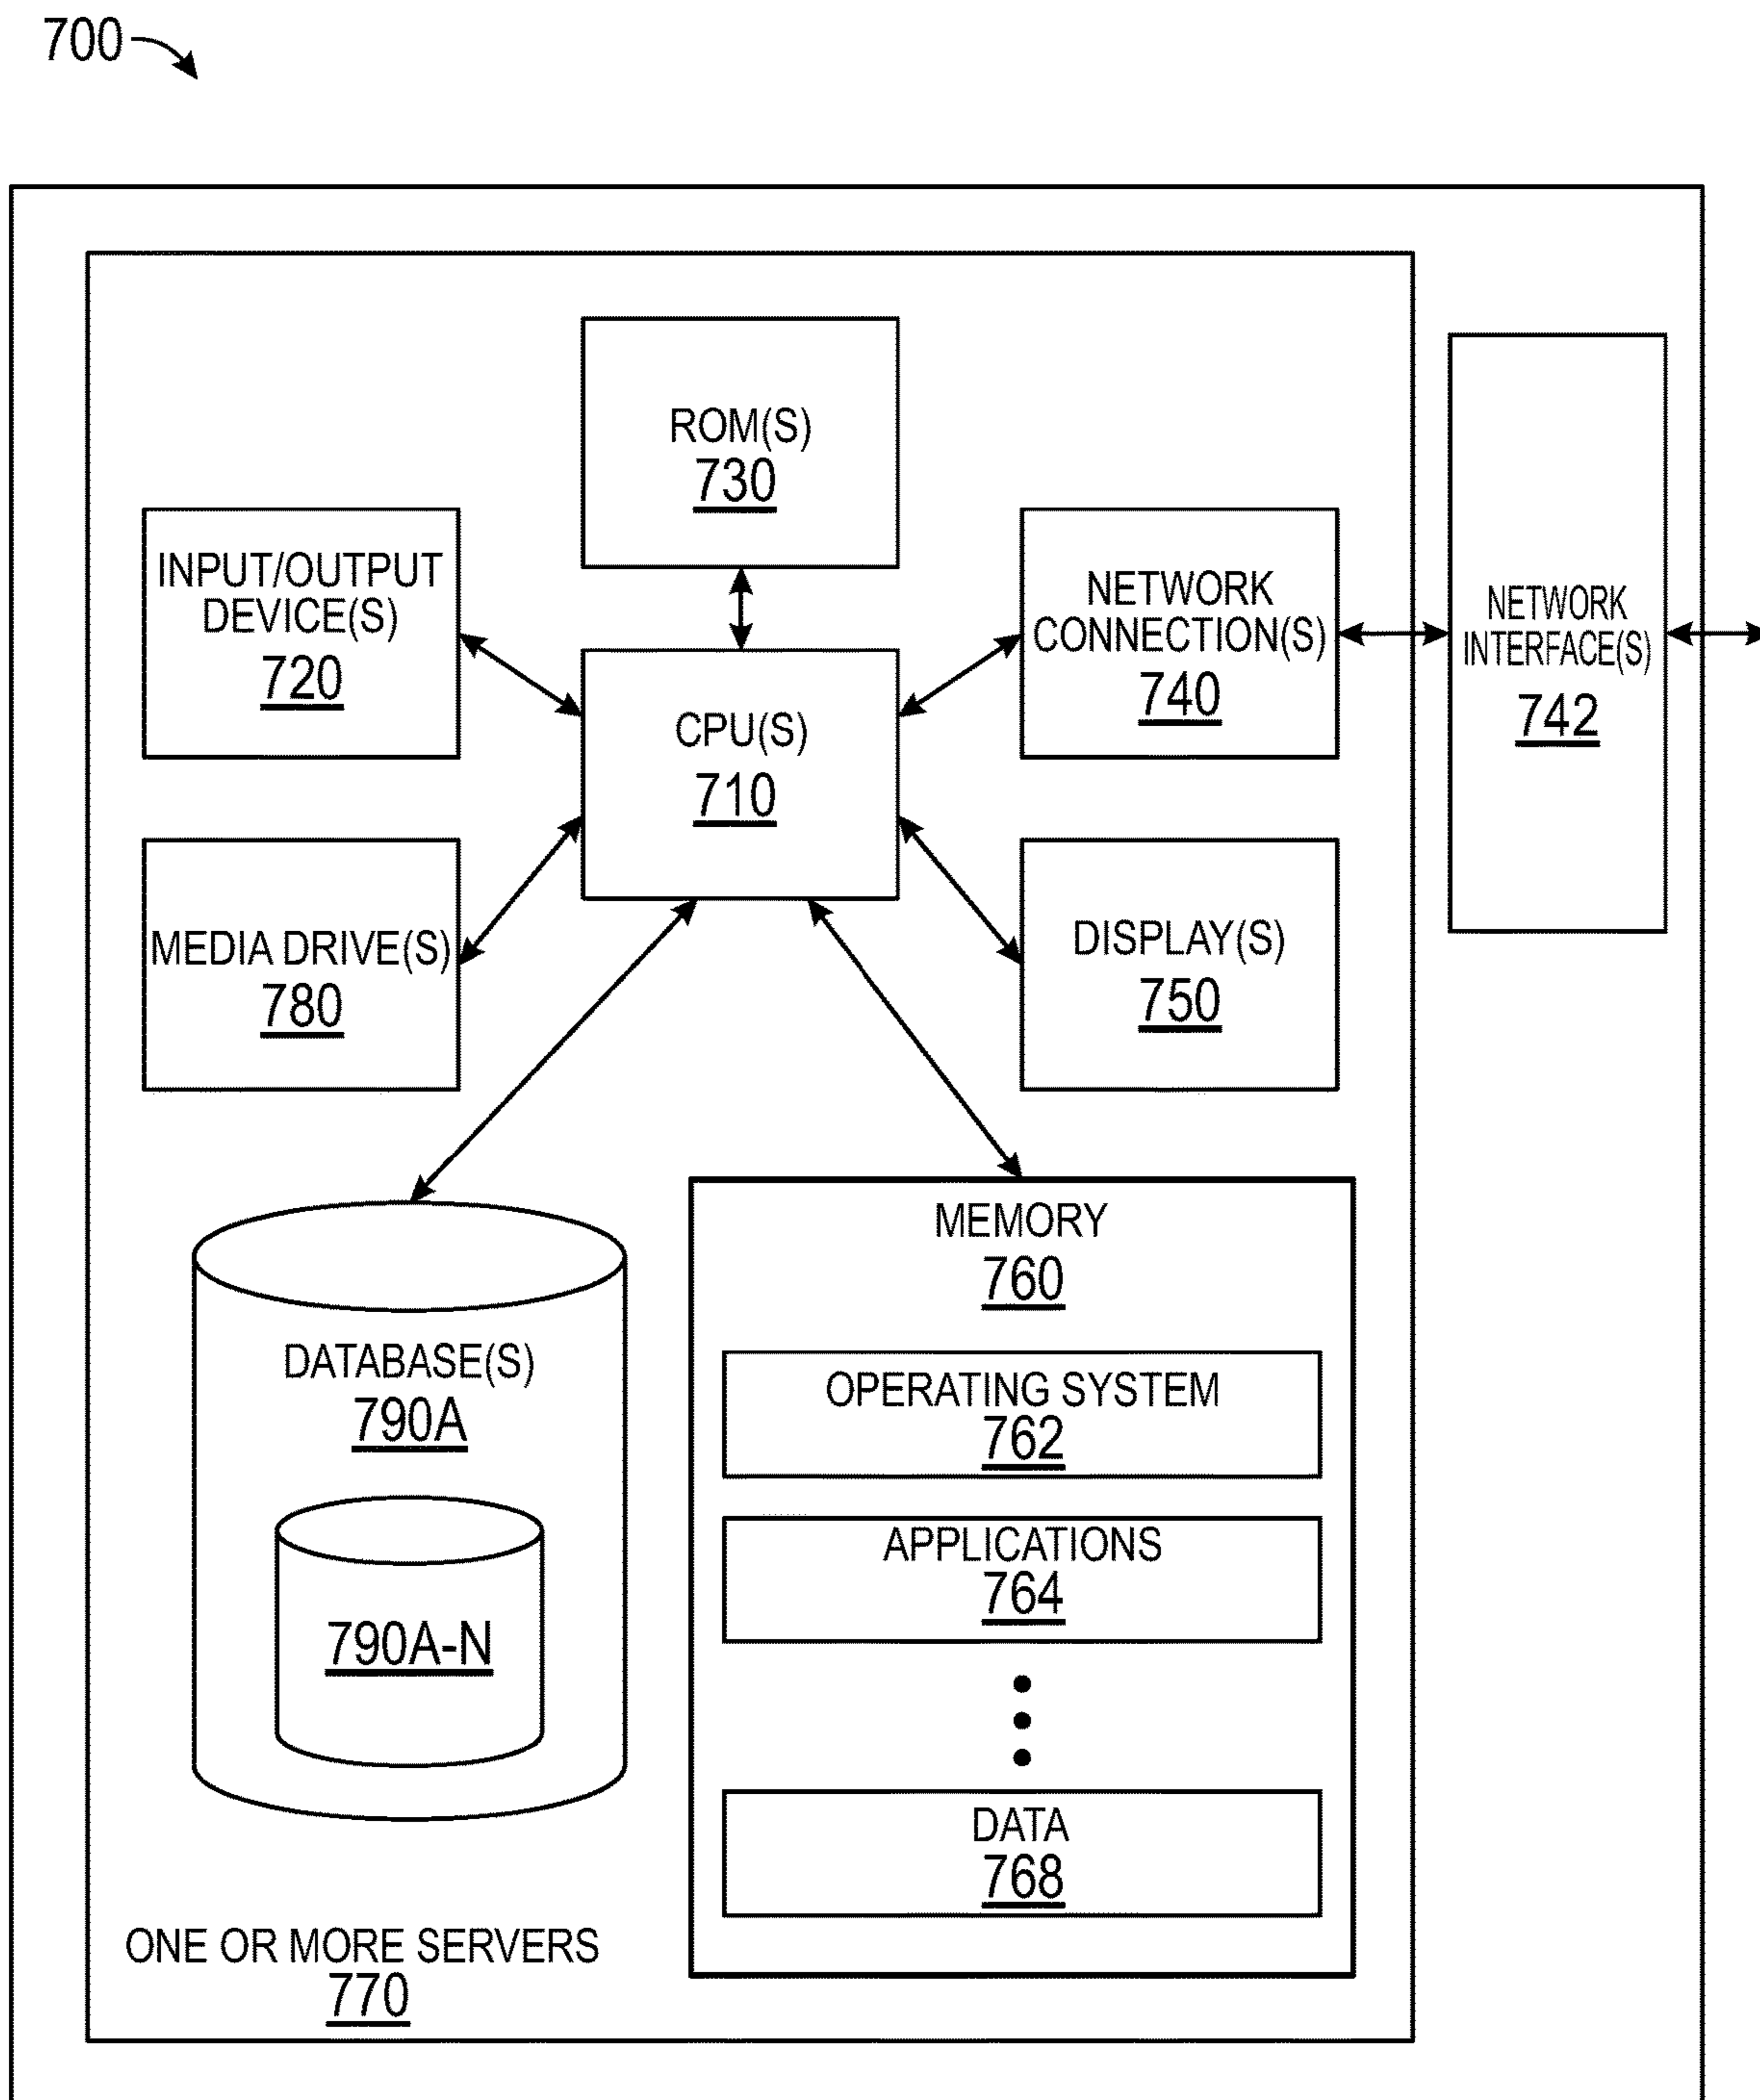 700
ROM(S)
730
INPUT/OUTPUT
DEVICE(S)
720
NETWORK
CONNECTION(S)
740
NETWORK
INTERFACE(S)
742
CPU(S)
710
MEDIA DRIVE(S)
780
DISPLAY(S)
750
MEMORY
760
DATABASE(S)
790A
OPERATING SYSTEM
762
790A-N
APPLICATIONS
764
DATA
768
ONE OR MORE SERVERS
770